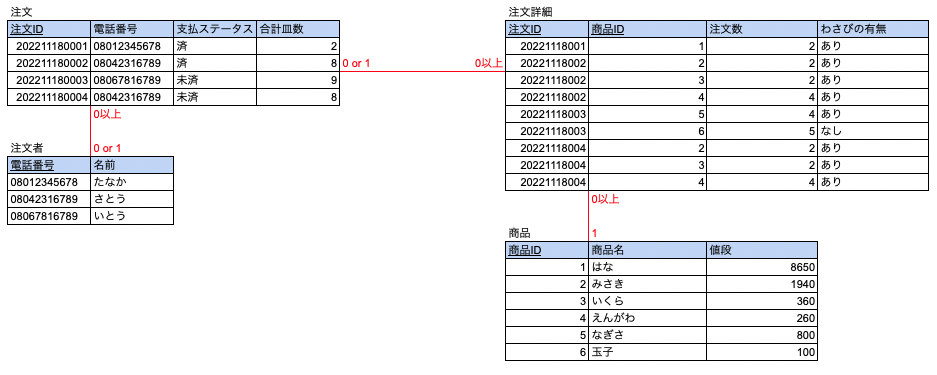 注文
注文ID 電話番号 支払ステータス 合計皿数
202211180001 08012345678 済 2
202211180002 08042316789 済 8
202211180003 08067816789 未済 9
202211180004 08042316789 未済 8
0 or 1
0以上
0以上
0 or 1
注文者
電話番号 名前
08012345678 たなか
08042316789 さとう
08067816789 いとう
注文詳細
注文ID 商品ID 注文数 わさびの有無
20221118001 1 2 あり
20221118002 2 2 あり
20221118002 3 2 あり
20221118002 4 4 あり
20221118003 5 4 あり
20221118003 6 5 なし
20221118004 2 2 あり
20221118004 3 2 あり
20221118004 4 4 あり
0以上
1
商品
商品ID 商品名 値段
1 はな 8650
2 みさき 1940
3 いくら 360
4 えんがわ 260
5 なぎさ 800
6 玉子 100